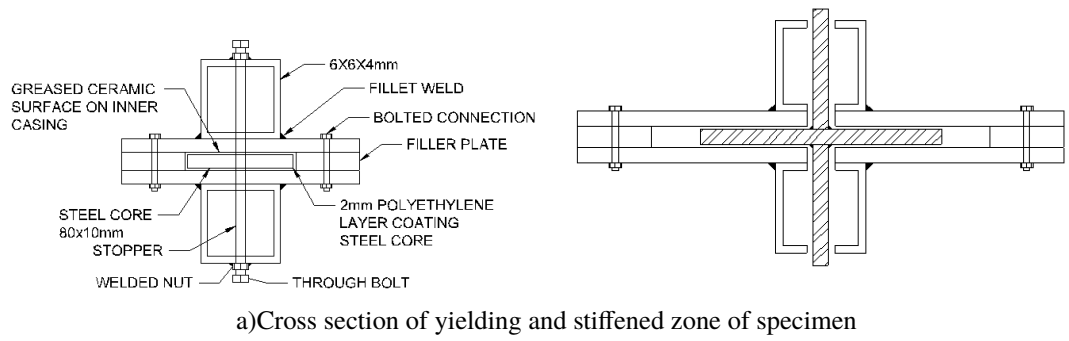 6X6X4mm
GREASED CERAMIC
SURFACE ON INNER
CASING
FILLET WELD
BOLTED CONNECTION
FILLER PLATE
STEEL CORE
80x10mm
STOPPER
2mm POLYETHYLENE
LAYER COATING
STEEL CORE
WELDED NUT
THROUGH BOLT
a)Cross section of yielding and stiffened zone of specimen